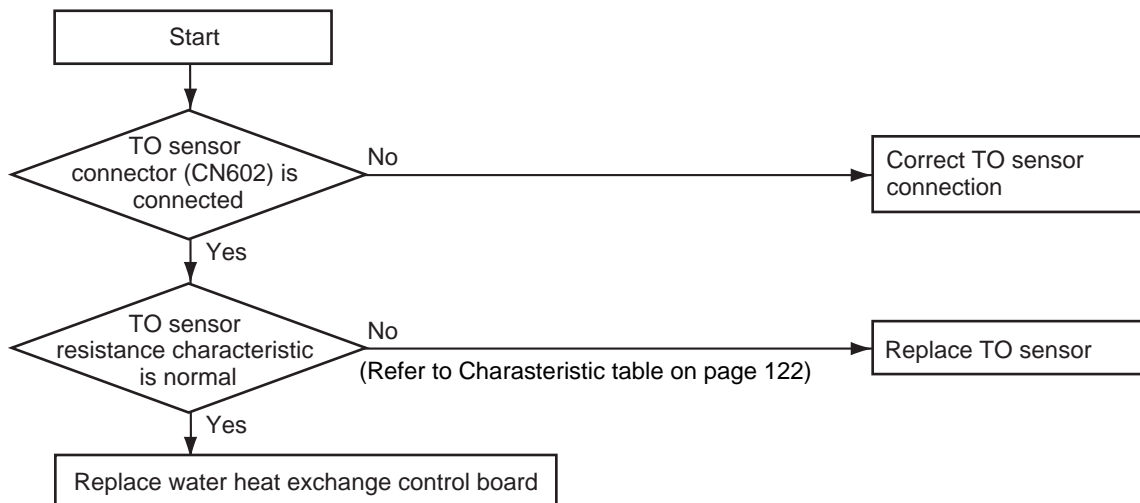 Start
TO sensor
connector (CN602) is
connected
No
Correct TO sensor
connection
Yes
TO sensor
resistance characteristic
is normal
No
(Refer to Charasteristic table on page 122)
Replace TO sensor
Yes
Replace water heat exchange control board